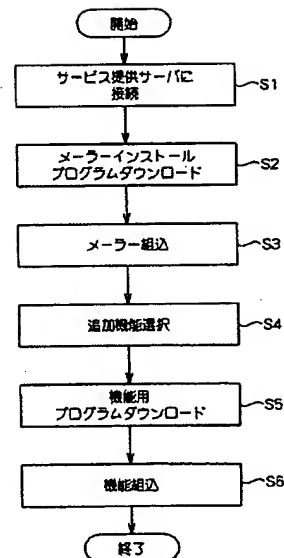 開始
サービス提供サーバに
接続
S1
メーラーインストール
プログラムダウンロード
S2
メーラー組込
S3
追加機能選択
S4
機能用
プログラムダウンロード
S5
機能組込
S6
終了